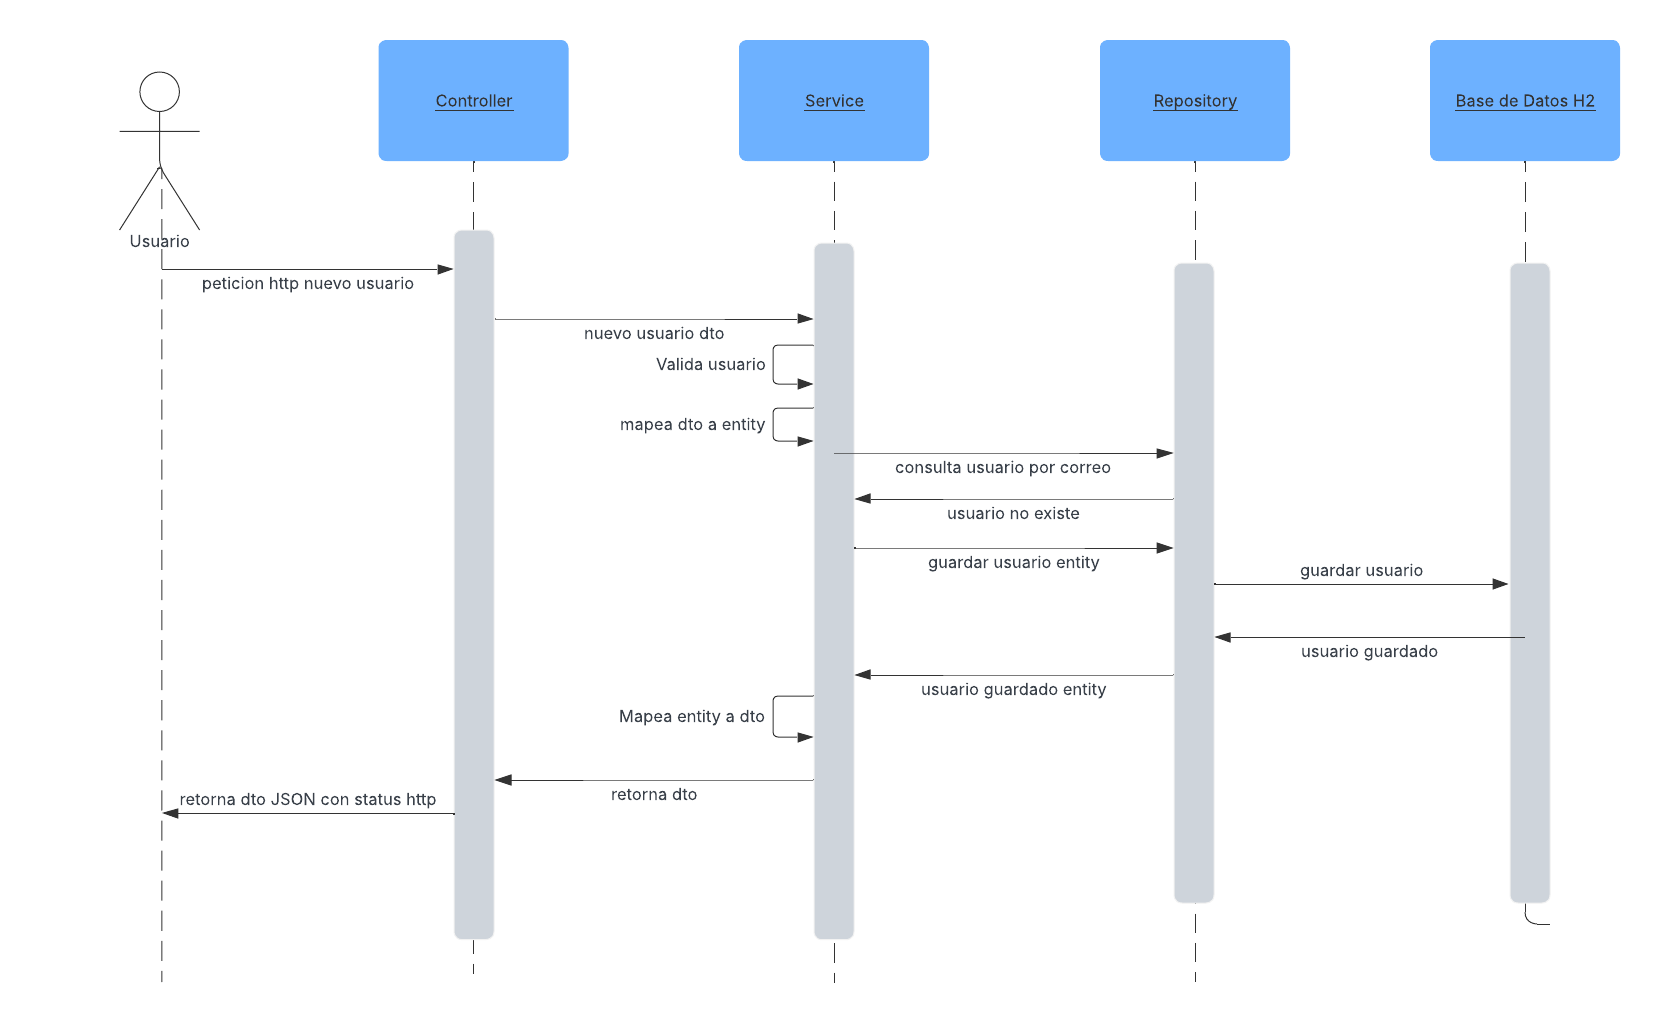 Controller
Service
Repository
Base de Datos H2
Usuario
peticion http nuevo usuario
nuevo usuario dto
Valida usuario
mapea dto a entity
consulta usuario por correo
usuario no existe
guardar usuario entity
guardar usuario
usuario guardado
usuario guardado entity
Mapea entity a dto
retorna dto
retorna dto JSON con status http